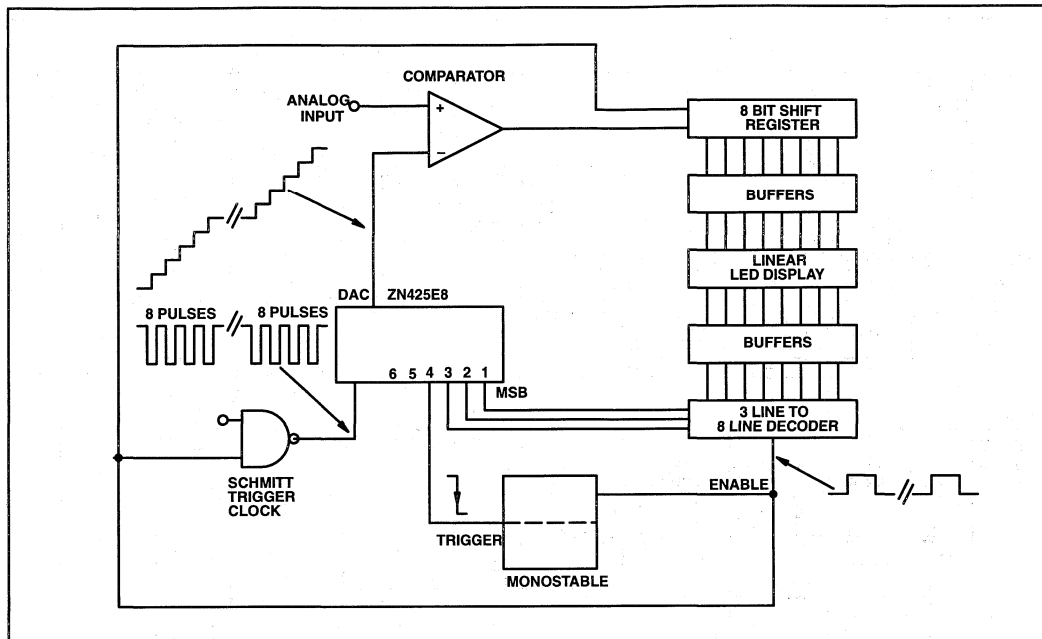 COMPARATOR
ANALOG
INPUT
+
–
8 BIT SHIFT
REGISTER
BUFFERS
LINEAR
LED DISPLAY
DAC ZN425E8
8 PULSES 8 PULSES
BUFFERS
6 5 4 3 2 1
MSB
3 LINE TO
8 LINE DECODER
SCHMITT
TRIGGER
CLOCK
ENABLE
TRIGGER
MONOSTABLE